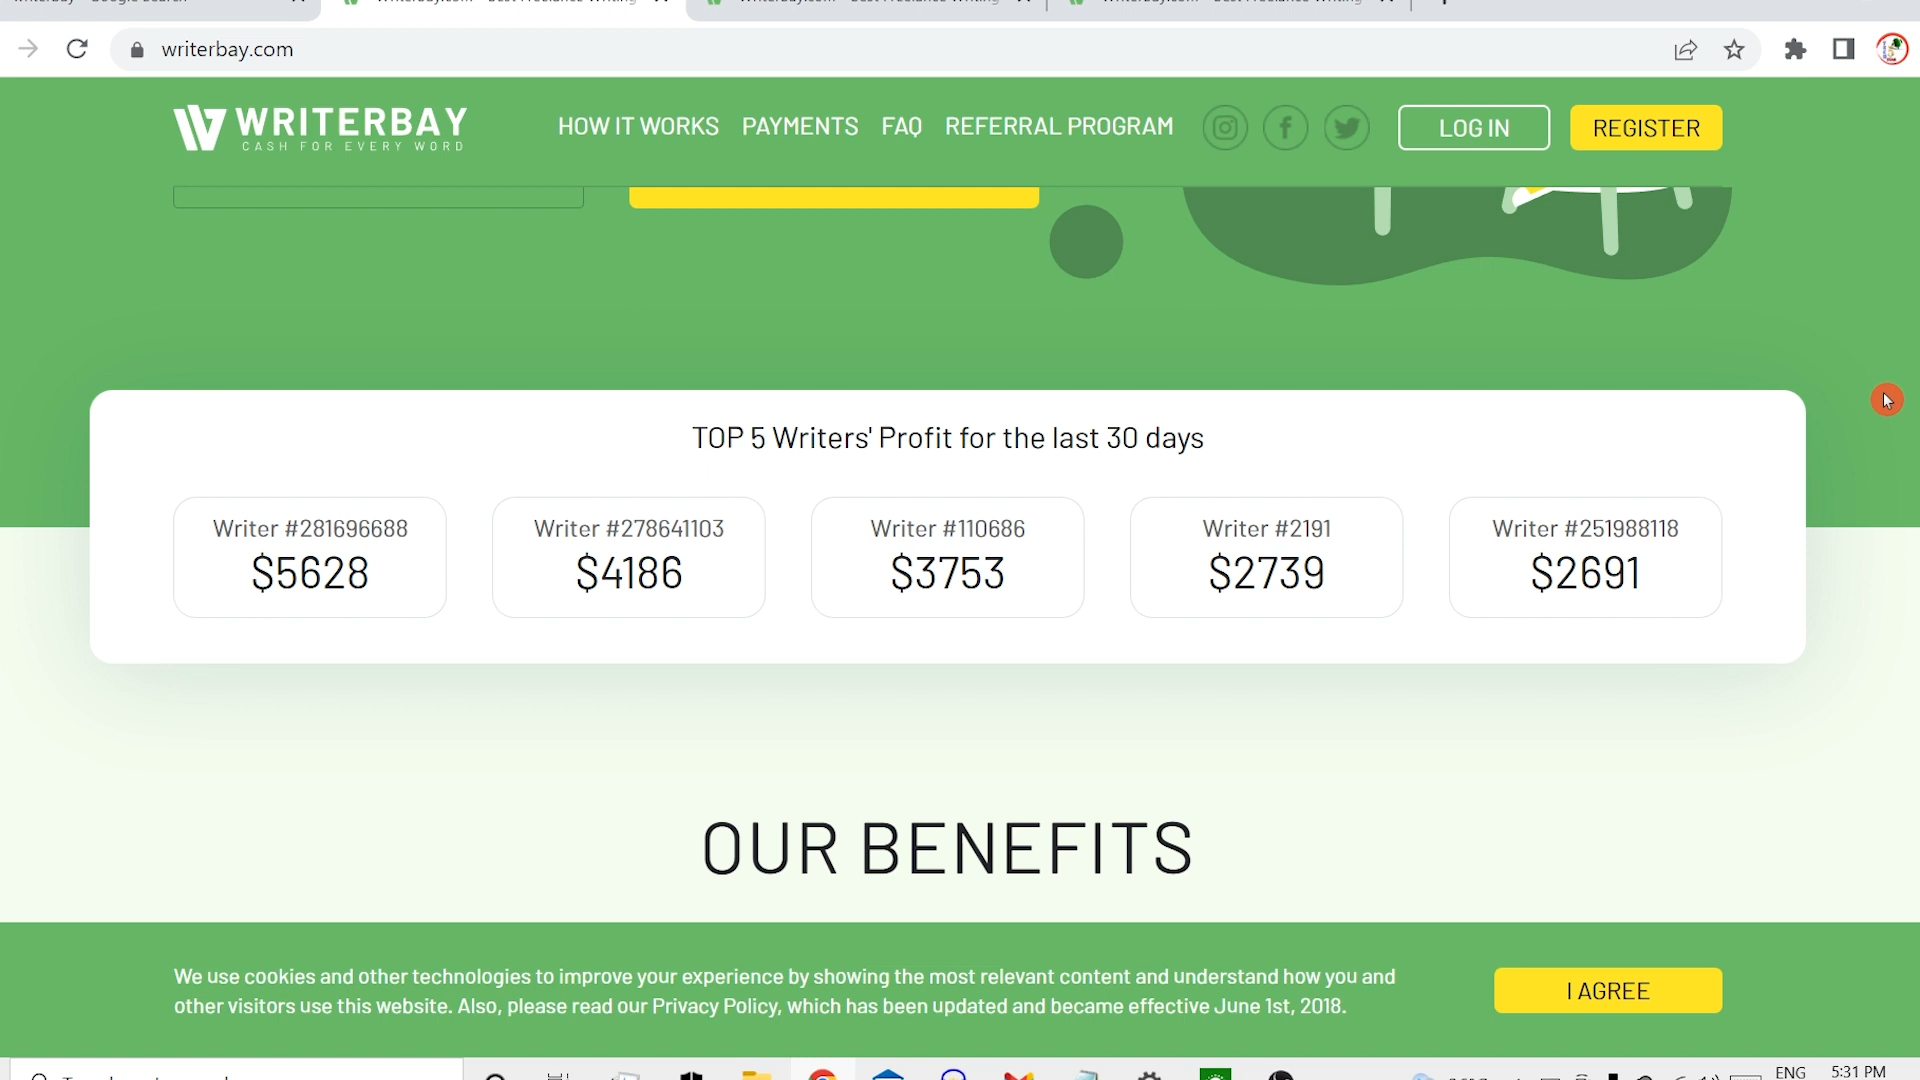 writerbay.com
WRITERBAY
CASH FOR EVERY WORD
HOW IT WORKS PAYMENTS FAQ REFERRAL PROGRAM
LOG IN
REGISTER
TOP 5 Writers' Profit for the last 30 days
Writer #281696688
$5628
Writer #278641103
$4186
Writer #110686
$3753
Writer #2191
$2739
Writer #251988118
$2691
OUR BENEFITS
We use cookies and other technologies to improve your experience by showing the most relevant content and understand how you and
other visitors use this website. Also, please read our Privacy Policy, which has been updated and became effective June 1st, 2018.
I AGREE
ENG
5:31 PM